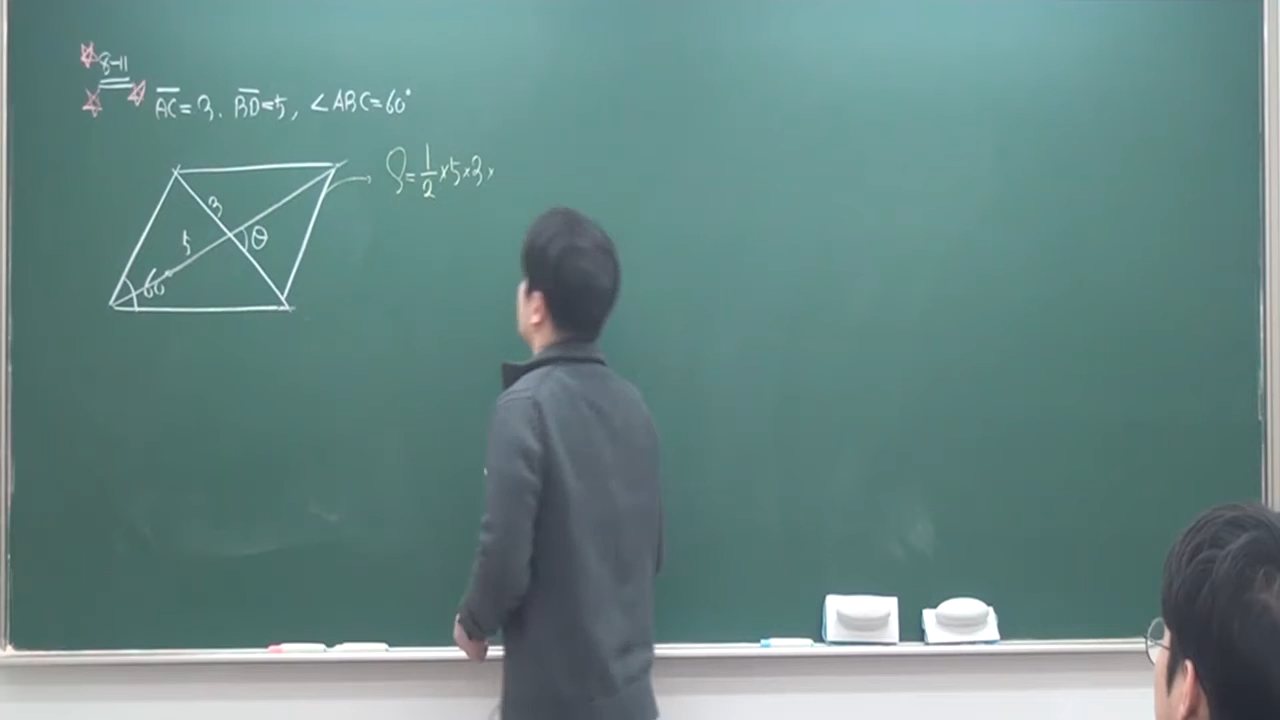 8-11
AC=3, BD=5, ∠ABC=60°
S=1/2×5×3×
3
5
θ
60